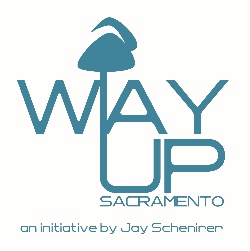 WAY
UP
SACRAMENTO
an initiative by Jay Schenirer